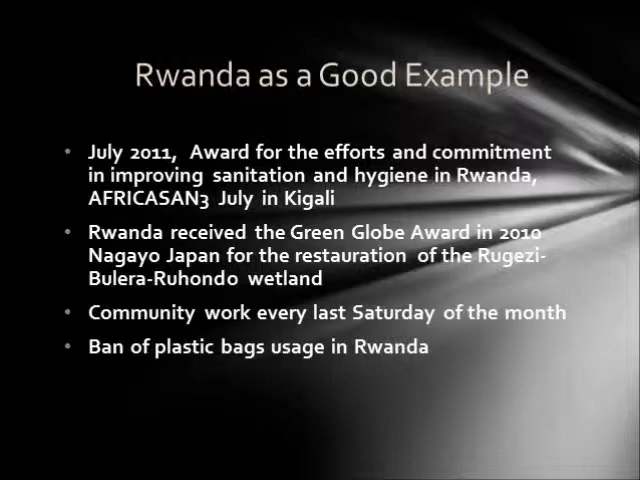 Rwanda as a Good Example
• July 2011, Award for the efforts and commitment
in improving sanitation and hygiene in Rwanda,
AFRICASAN3 July in Kigali
• Rwanda received the Green Globe Award in 2010
Nagayo Japan for the restauration of the Rugezi-
Bulera-Ruhondo wetland
• Community work every last Saturday of the month
• Ban of plastic bags usage in Rwanda